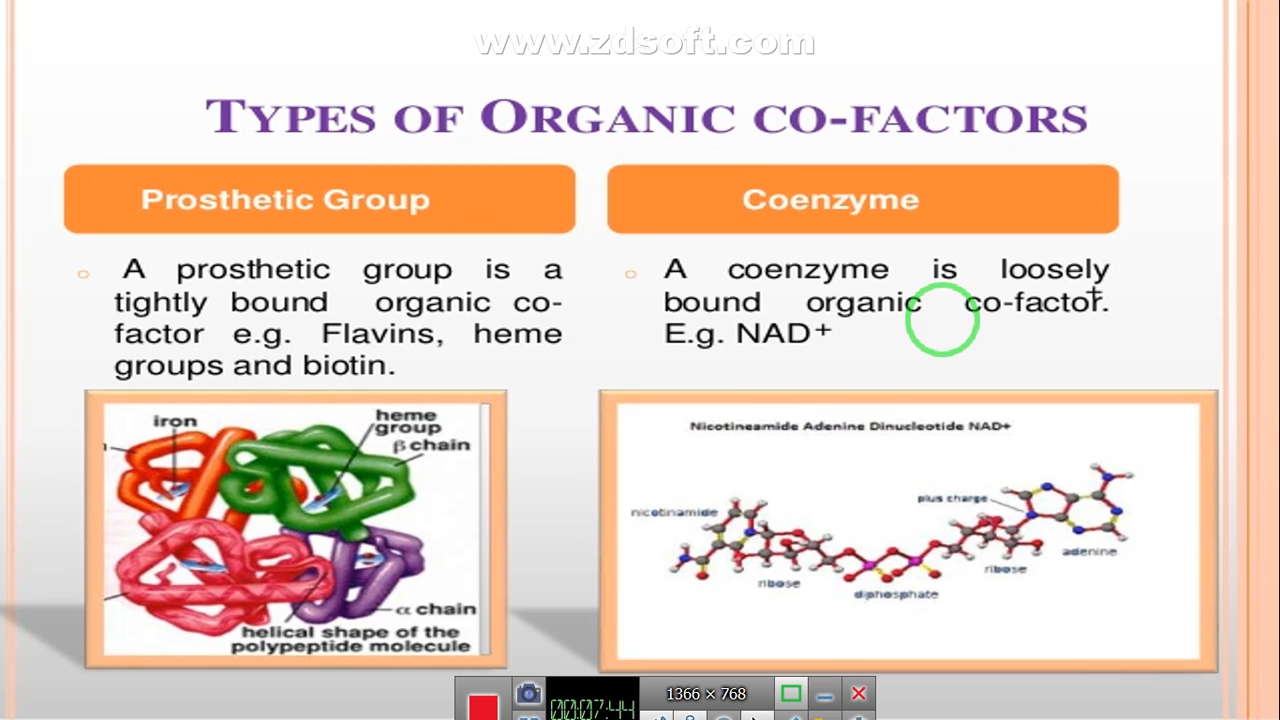 www.zdsoft.com
TYPES OF ORGANIC CO-FACTORS
Prosthetic Group
A prosthetic group is a
tightly bound organic co-
factor e.g. Flavins, heme
groups and biotin.
iron
heme
group
β chain
α chain
helical shape of the
polypeptide molecule
Coenzyme
A coenzyme is loosely
bound organic co-factor.
E.g. NAD+
Nicotineamide Adenine Dinucleotide NAD+
nicotinamide
plus charge
adenine
ribose
ribose
diphosphate
00:07:44
1366 × 768